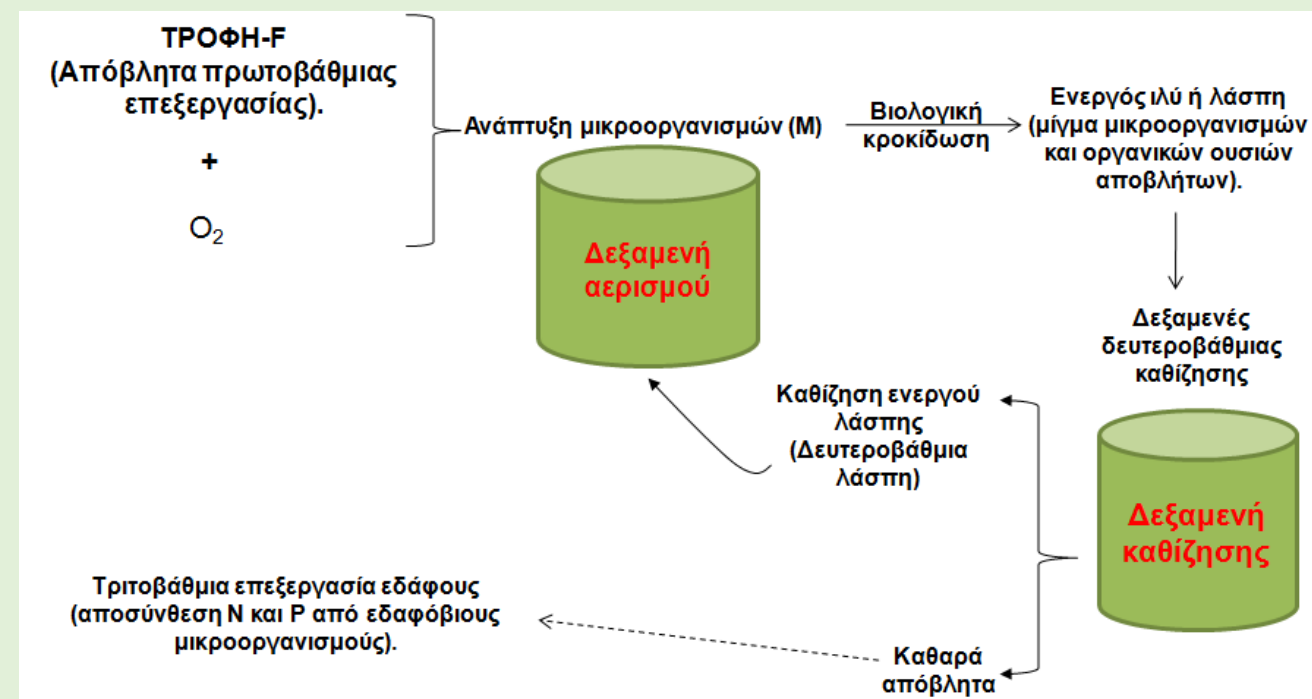 ΤΡΟΦΗ-F
(Απόβλητα πρωτοβάθμιας
επεξεργασίας).
+
O2
Ανάπτυξη μικροοργανισμών (Μ)
Βιολογική
κροκίδωση
Ενεργός ιλύ ή λάσπη
(μίγμα μικροοργανισμών
και οργανικών ουσιών
αποβλήτων).
Δεξαμενή
αερισμού
Δεξαμενές
δευτεροβάθμιας
καθίζησης
Καθίζηση ενεργού
λάσπης
(Δευτεροβάθμια
λάσπη)
Δεξαμενή
καθίζησης
Τριτοβάθμια επεξεργασία εδάφους
(αποσύνθεση Ν και Ρ από εδαφόβιους
μικροοργανισμούς).
Καθαρά
απόβλητα